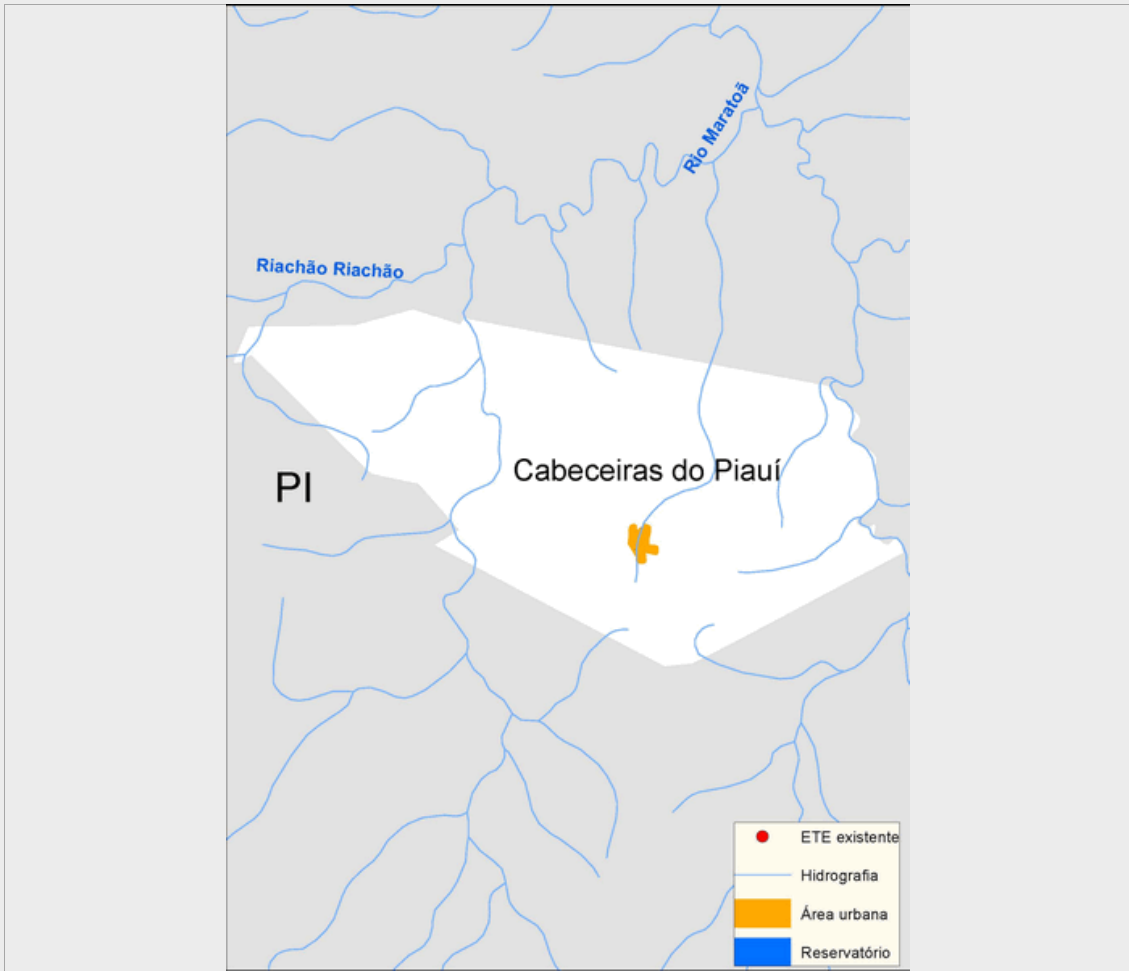 Rio Maratoã
Riachão Riachão
Cabeceiras do Piauí
PI
ETE existente
Hidrografia
Área urbana
Reservatório